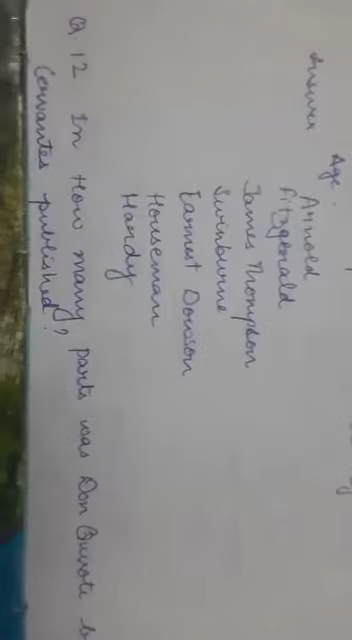 Age.
Answer Arnold
Fitzgerald
James Thompson
Swinburne
Earnest Dowson
Houseman
Hardy
Q.12 In How many parts was Don Quixote
Cervantes published?